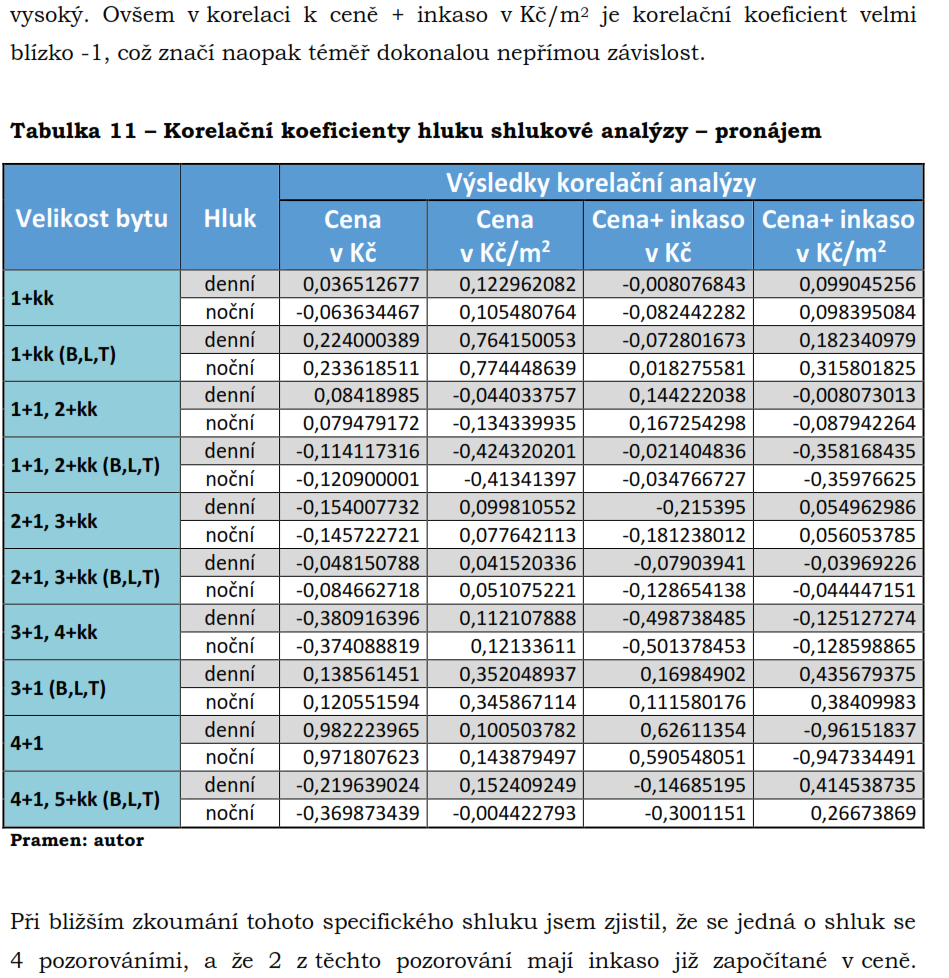 vysoký. Ovšem v korelaci k ceně + inkaso v Kč/m² je korelační koeficient velmi
blízko -1, což značí naopak téměř dokonalou nepřímou závislost.
Tabulka 11 – Korelační koeficienty hluku shlukové analýzy – pronájem
Velikost bytu Hluk Výsledky korelační analýzy
Cena v Kč Cena v Kč/m² Cena+ inkaso v Kč Cena+ inkaso v Kč/m²
1+kk denní 0,036512677 0,122962082 -0,008076843 0,099045256
noční -0,063634467 0,105480764 -0,082442282 0,098395084
1+kk (B,L,T) denní 0,224000389 0,764150053 -0,072801673 0,182340979
noční 0,233618511 0,774448639 0,018275581 0,315801825
1+1, 2+kk denní 0,08418985 -0,044033757 0,144222038 -0,008073013
noční 0,079479172 -0,134339935 0,167254298 -0,087942264
1+1, 2+kk (B,L,T) denní -0,114117316 -0,424320201 -0,021404836 -0,358168435
noční -0,120900001 -0,41341397 -0,034766727 -0,35976625
2+1, 3+kk denní -0,154007732 0,099810552 -0,215395 0,054962986
noční -0,145722721 0,077642113 -0,181238012 0,056053785
2+1, 3+kk (B,L,T) denní -0,048150788 0,041520336 -0,07903941 -0,03969226
noční -0,084662718 0,051075221 -0,128654138 -0,044447151
3+1, 4+kk denní -0,380916396 0,112107888 -0,498738485 -0,125127274
noční -0,374088819 0,12133611 -0,501378453 -0,128598865
3+1 (B,L,T) denní 0,138561451 0,352048937 0,16984902 0,435679375
noční 0,120551594 0,345867114 0,111580176 0,38409983
4+1 denní 0,982223965 0,100503782 0,62611354 -0,96151837
noční 0,971807623 0,143879497 0,590548051 -0,947334491
4+1, 5+kk (B,L,T) denní -0,219639024 0,152409249 -0,14685195 0,414538735
noční -0,369873439 -0,004422793 -0,3001151 0,26673869
Pramen: autor
Při bližším zkoumání tohoto specifického shluku jsem zjistil, že se jedná o shluk se
4 pozorováními, a že 2 z těchto pozorování mají inkaso již započítané v ceně.